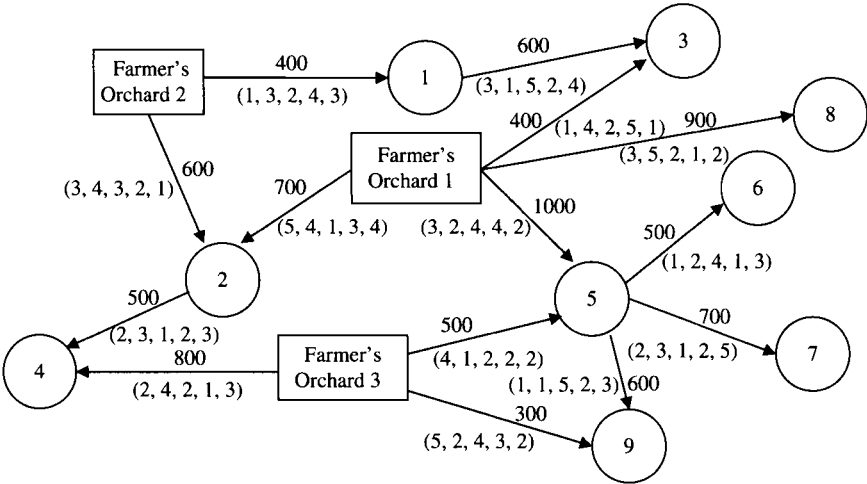 3
600
400
Farmer's
Orchard 2
1
(1, 3, 2, 4, 3)
(3, 1, 5, 2, 4)
400
(1, 4, 2, 5, 1)
900
8
(3, 5, 2, 1, 2)
Farmer's
Orchard 1
600
(3, 4, 3, 2, 1)
700
(5, 4, 1, 3, 4)
(3, 2, 4, 4, 2)
1000
6
500
(1, 2, 4, 1, 3)
2
5
500
(2, 3, 1, 2, 3)
800
4
(2, 4, 2, 1, 3)
Farmer's
Orchard 3
500
(4, 1, 2, 2, 2)
700
(2, 3, 1, 2, 5)
7
(1, 1, 5, 2, 3)
600
300
(5, 2, 4, 3, 2)
9